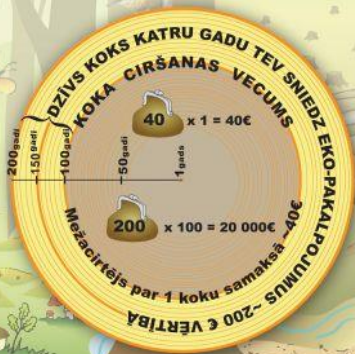 DZĪVS KOKS KATRU GADU TEV SNIEDZ EKO-PAKALPOJUMUS ~200 € VĒRTĪBĀ
KOKA CIRŠANAS VECUMS
40 x 1 = 40€
200gadi
150gadi
100gadi
50gadi
1gads
200 x 100 = 20 000€
Mežacirtējs par 1 koku samaksā ~40€